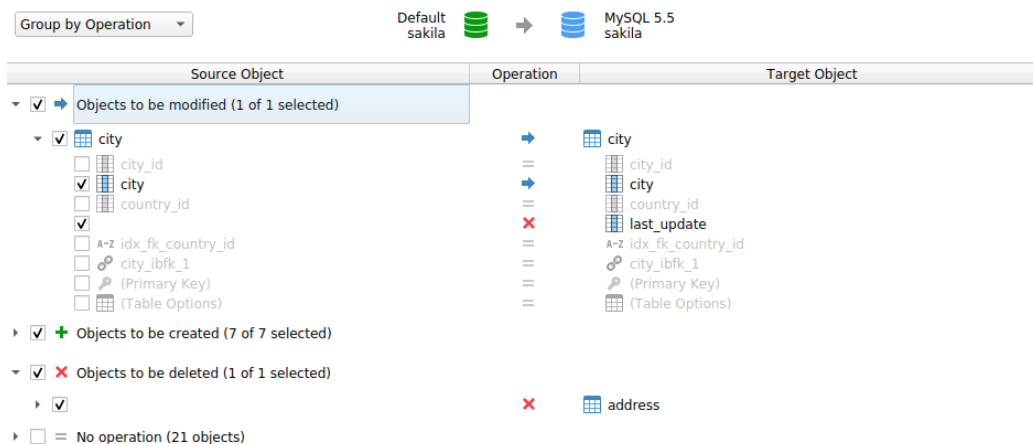 Group by Operation
Default
sakila
MySQL 5.5
sakila
Source Object Operation Target Object
Objects to be modified (1 of 1 selected)
city city
city_id = city_id
city city
country_id = country_id
last_update
A-Z idx_fk_country_id = A-Z idx_fk_country_id
city_ibfk_1 = city_ibfk_1
(Primary Key) = (Primary Key)
(Table Options) = (Table Options)
Objects to be created (7 of 7 selected)
Objects to be deleted (1 of 1 selected)
address
= No operation (21 objects)